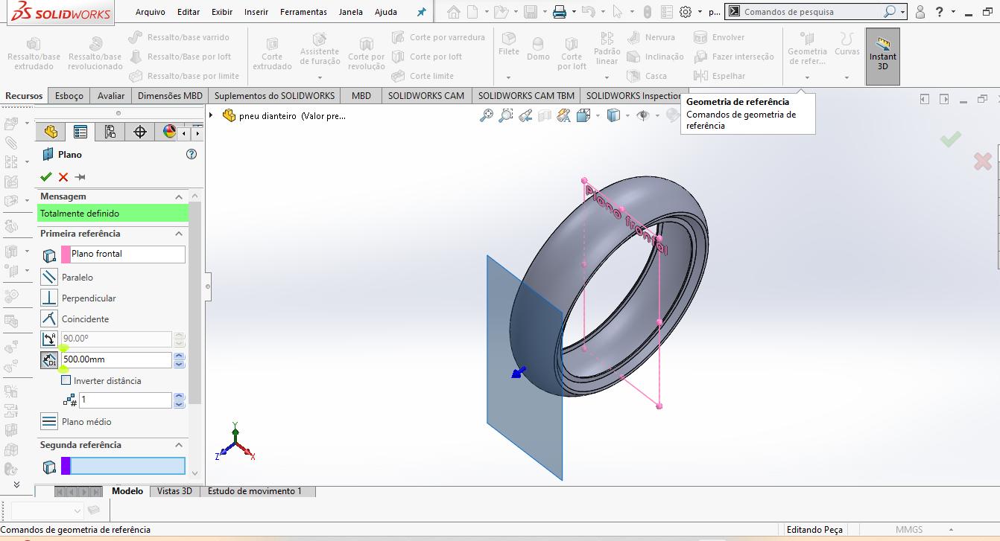 SOLIDWORKS
Arquivo Editar Exibir Inserir Ferramentas Janela Ajuda
p...
Comandos de pesquisa
?
Ressalto/base extrudado
Ressalto/base revolucionado
Ressalto/base varrido
Ressalto/Base por loft
Ressalto/base por limite
Corte extrudado
Assistente de furação
Corte por revolução
Corte por varredura
Corte por loft
Corte limite
Filete
Domo
Corte por loft
Padrão linear
Nervura
Inclinação
Casca
Envolver
Fazer interseção
Espelhar
Geometria de refer...
Curvas
Instant 3D
Recursos Esboço Avaliar Dimensões MBD Suplementos do SOLIDWORKS MBD SOLIDWORKS CAM SOLIDWORKS CAM TBM SOLIDWORKS Inspection
Geometria de referência
Comandos de geometria de
referência
pneu dianteiro (Valor pre...
Plano
?
Mensagem
Totalmente definido
Primeira referência
Plano frontal
Paralelo
Perpendicular
Coincidente
90.00º
500.00mm
Inverter distância
1
Plano médio
Segunda referência
Plano frontal
Y
Z
X
Modelo Vistas 3D Estudo de movimento 1
Comandos de geometria de referência
Editando Peça
MMGS